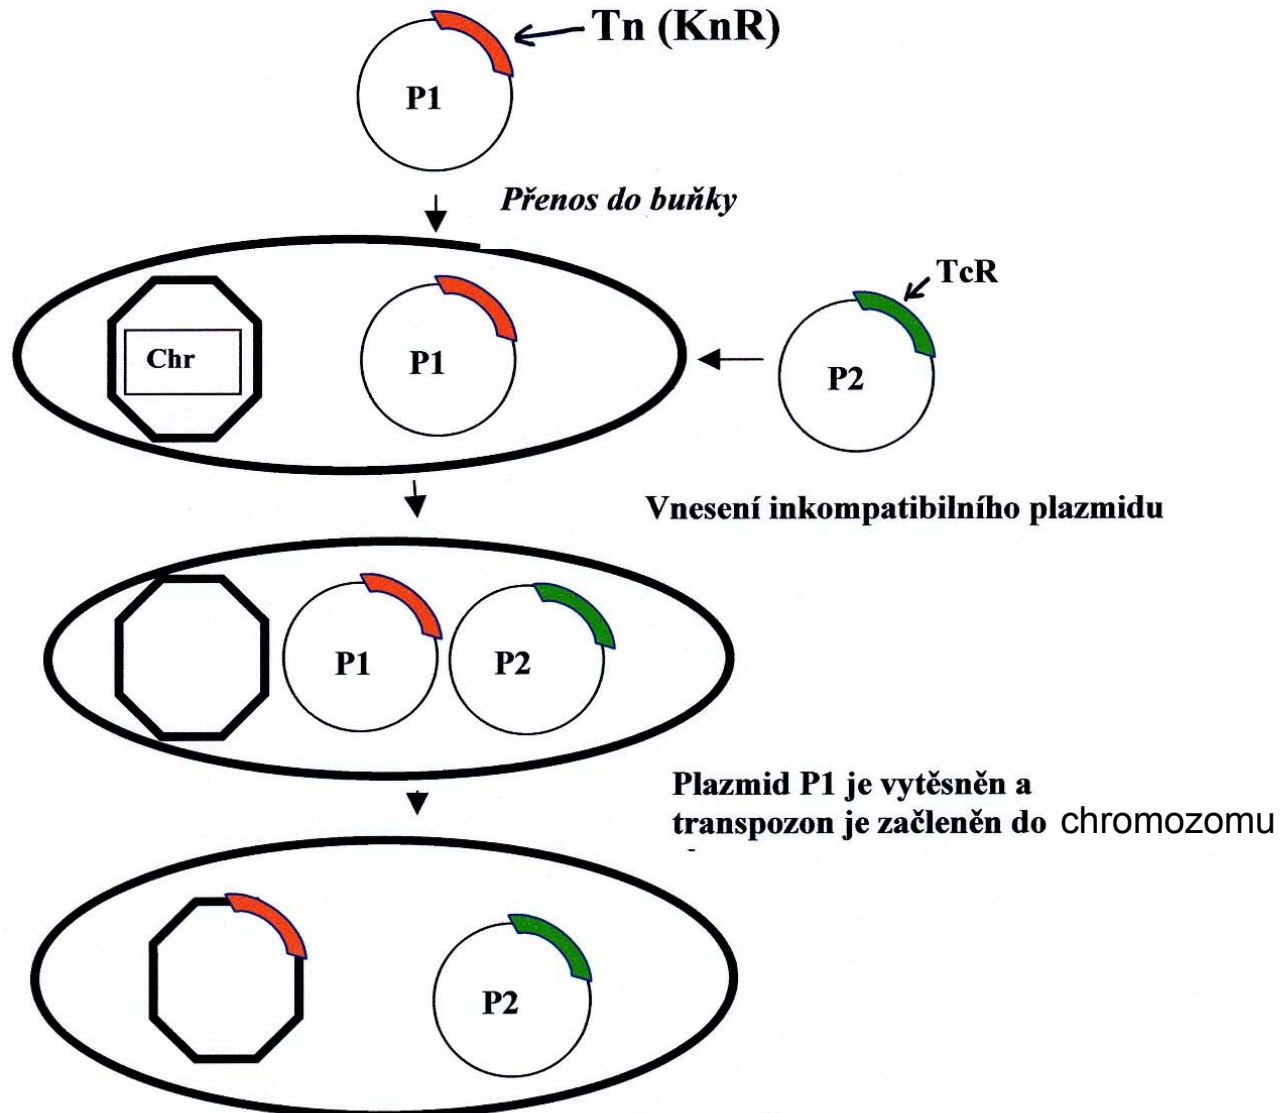 Tn (KnR)
P1
Přenos do buňky
TcR
Chr
P1
P2
Vnesení inkompatibilního plazmidu
P1
P2
Plazmid P1 je vytěsněn a
transpozon je začleněn do chromozomu
P2